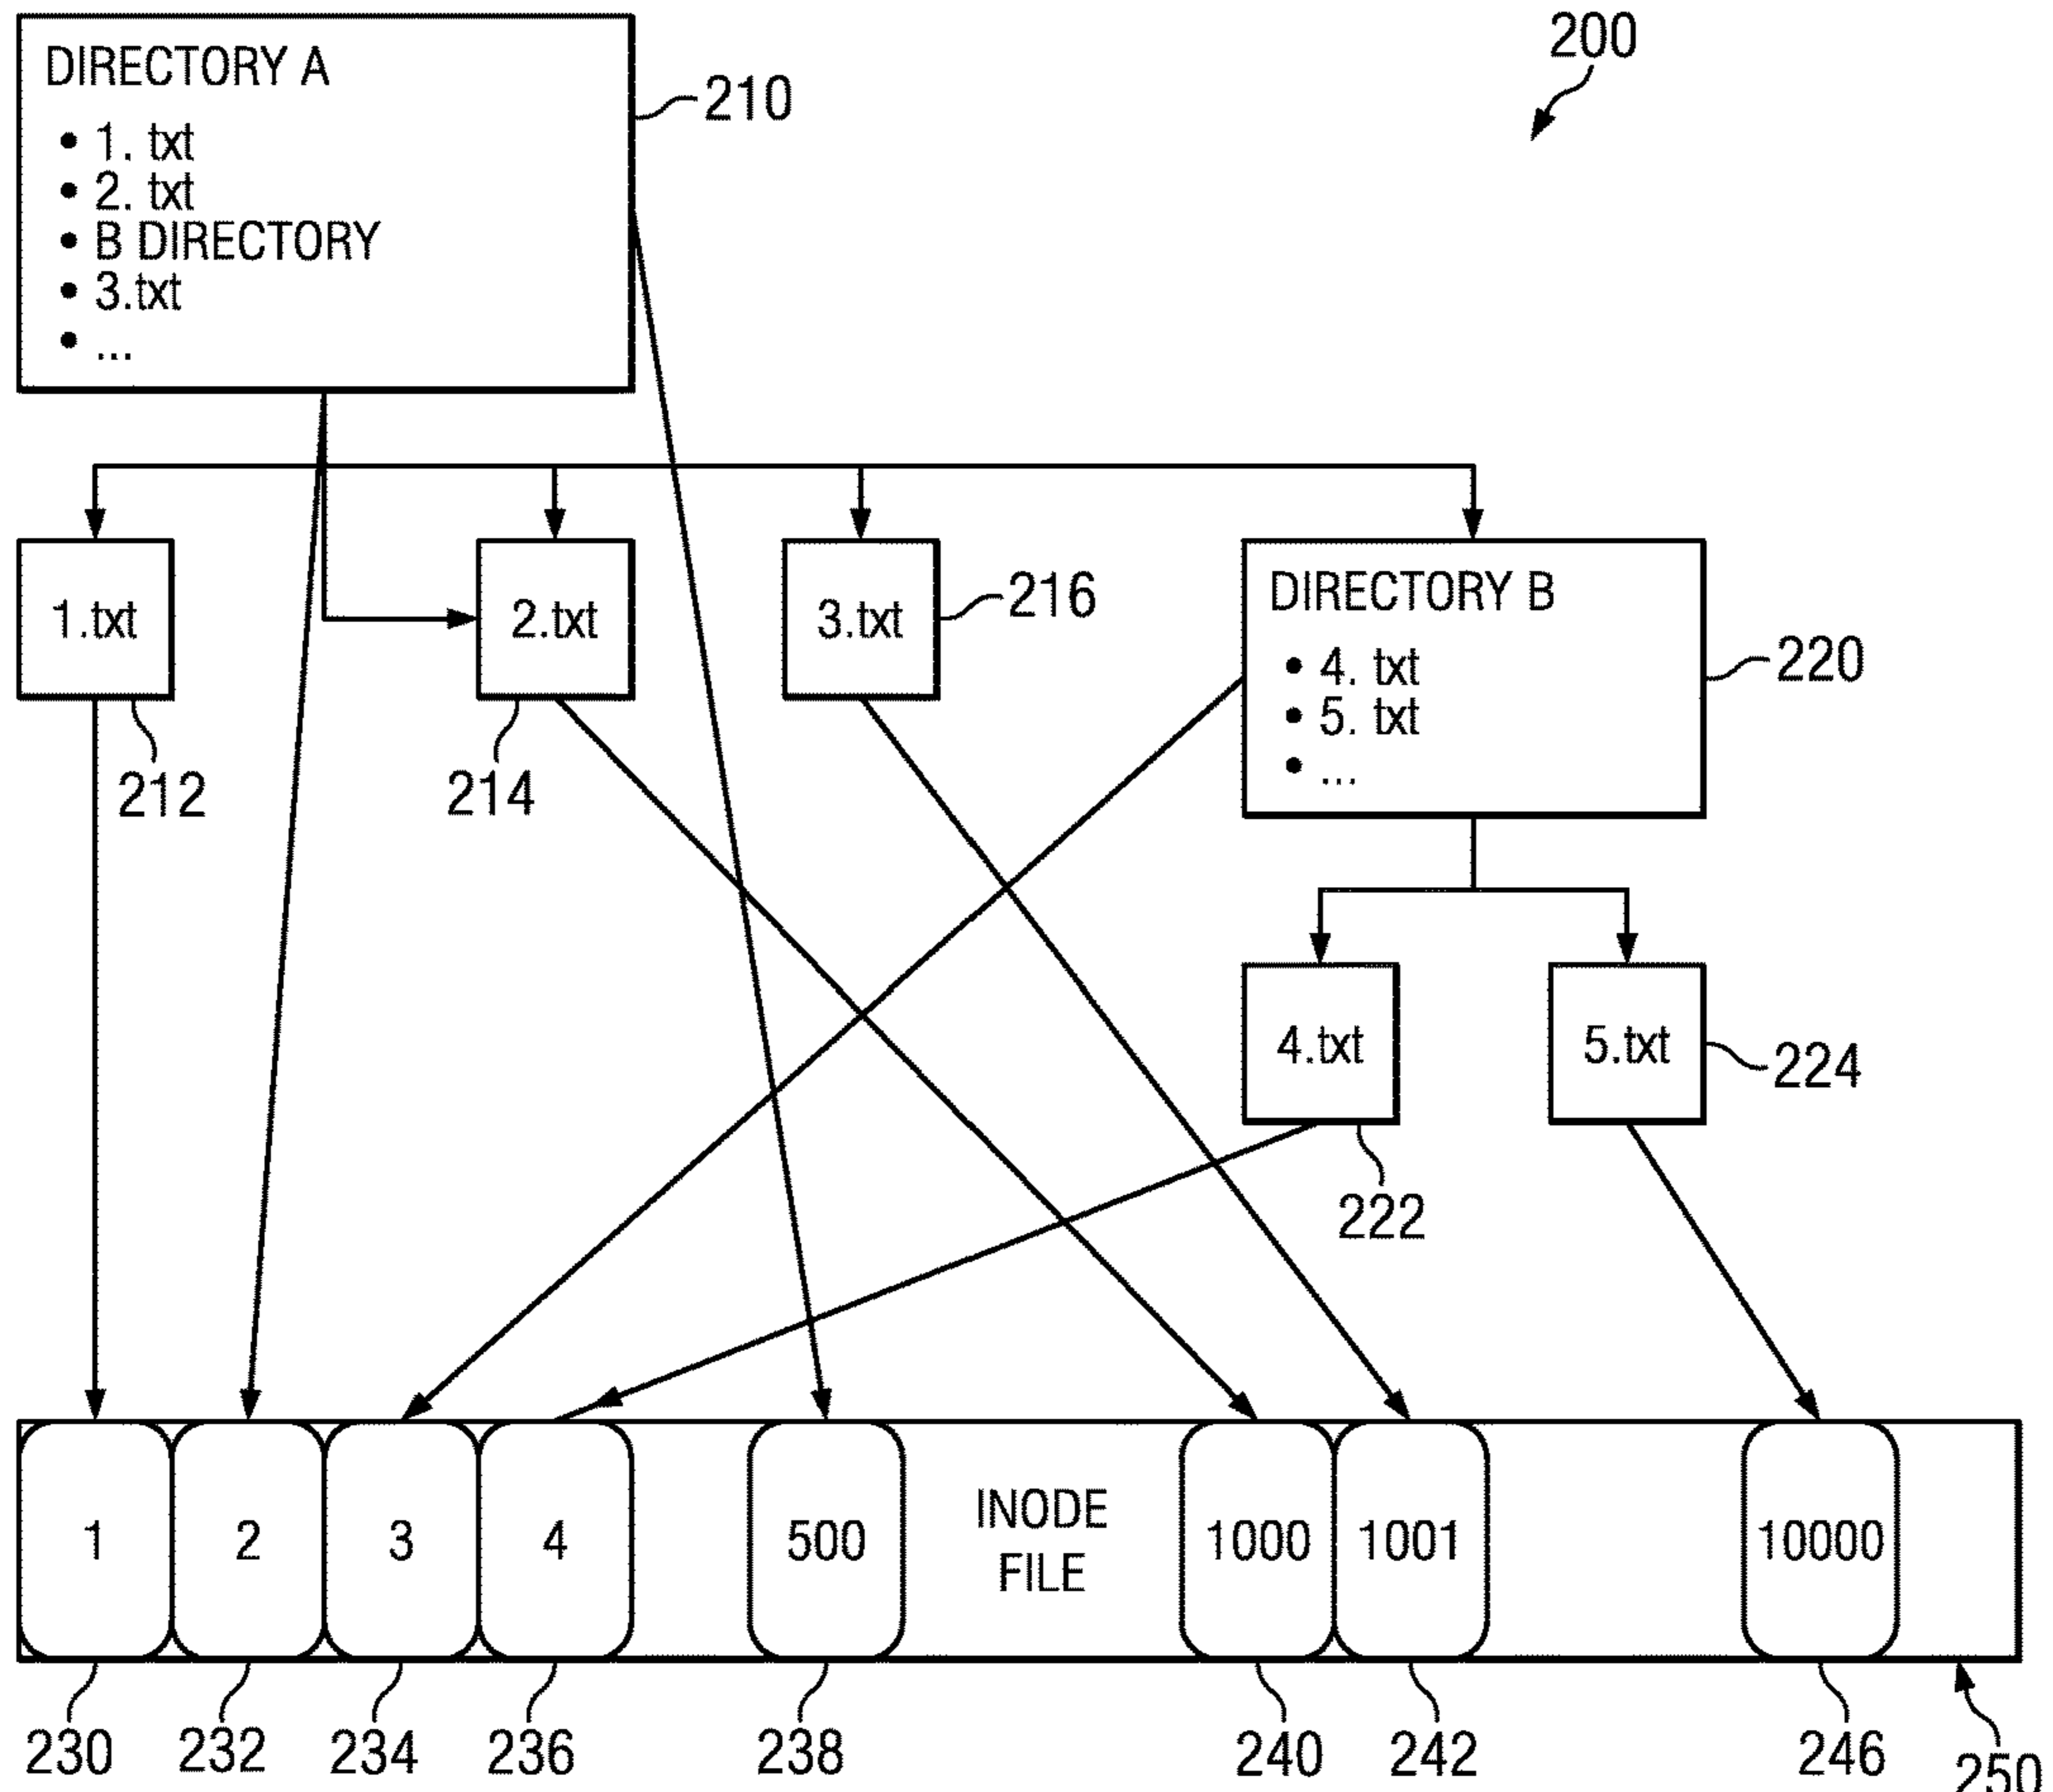 200
DIRECTORY A
• 1. txt
• 2. txt
• B DIRECTORY
• 3.txt
• ...
210
1.txt
2.txt
3.txt
216
DIRECTORY B
• 4. txt
• 5. txt
• ...
220
212
214
4.txt
5.txt
224
222
1
2
3
4
500
INODE
FILE
1000
1001
10000
230
232
234
236
238
240
242
246
250